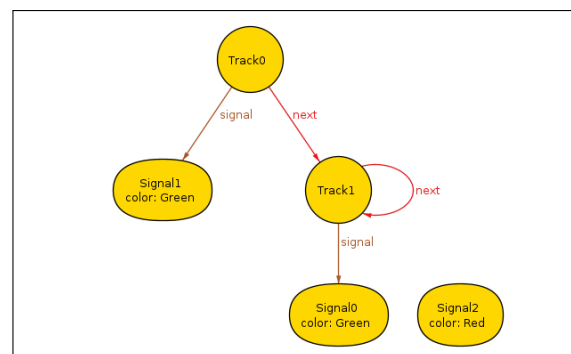 Track0
signal
next
Signal1
color: Green
Track1
next
signal
Signal0
color: Green
Signal2
color: Red